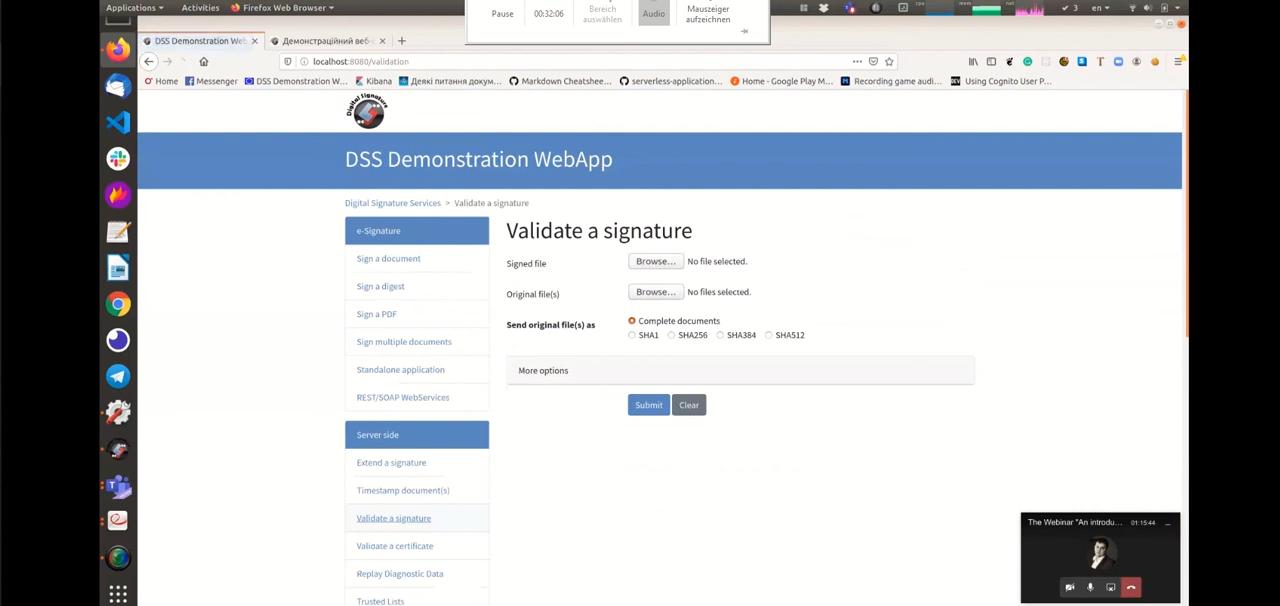 Applications
Activities
Firefox Web Browser
Pause
00:32:06
Bereich
auswählen
Audio
Mauszeiger
aufzeichnen
3
en
DSS Demonstration Web
Демонстраційний веб-
localhost:8080/validation
Home
Messenger
DSS Demonstration W...
Kibana
Деякі питання докум...
Markdown Cheatshee...
serverless-application...
Home - Google Play M...
Recording game audi...
Using Cognito User P...
Digital Signature
DSS Demonstration WebApp
Digital Signature Services > Validate a signature
e-Signature
Sign a document
Sign a digest
Sign a PDF
Sign multiple documents
Standalone application
REST/SOAP WebServices
Server side
Extend a signature
Timestamp document(s)
Validate a signature
Validate a certificate
Replay Diagnostic Data
Trusted Lists
Validate a signature
Signed file
Browse... No file selected.
Original file(s)
Browse... No files selected.
Send original file(s) as
Complete documents
SHA1 SHA256 SHA384 SHA512
More options
Submit Clear
The Webinar "An introdu...
01:15:44